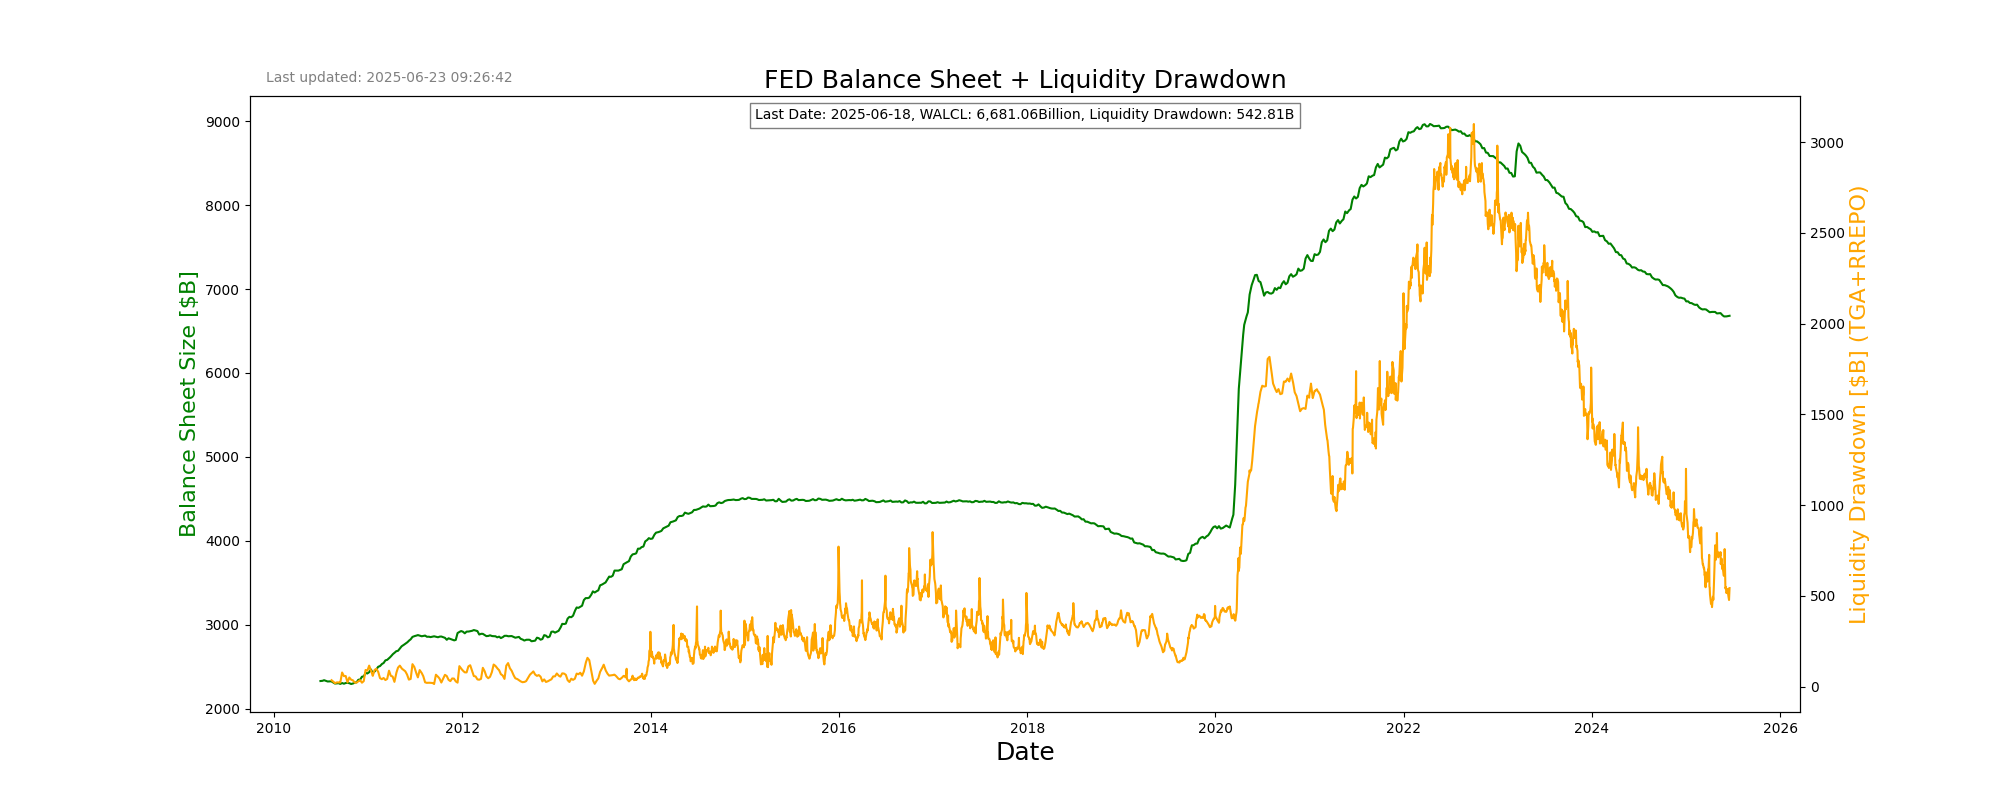 Last updated: 2025-06-23 09:26:42
FED Balance Sheet + Liquidity Drawdown
Last Date: 2025-06-18, WALCL: 6,681.06Billion, Liquidity Drawdown: 542.81B
Balance Sheet Size [$B]
9000
8000
7000
6000
5000
4000
3000
2000
3000
2500
2000
1500
1000
500
0
Liquidity Drawdown [$B] (TGA+RREPO)
2010 2012 2014 2016 2018 2020 2022 2024 2026
Date